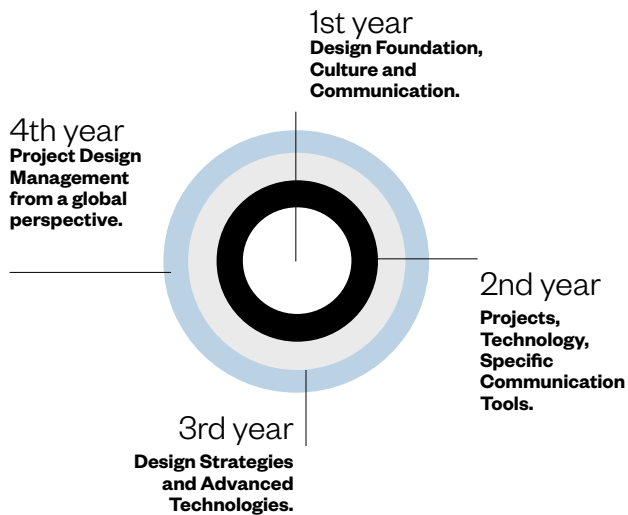 1st year
Design Foundation,
Culture and
Communication.
4th year
Project Design
Management
from a global
perspective.
2nd year
Projects,
Technology,
Specific
Communication
Tools.
3rd year
Design Strategies
and Advanced
Technologies.